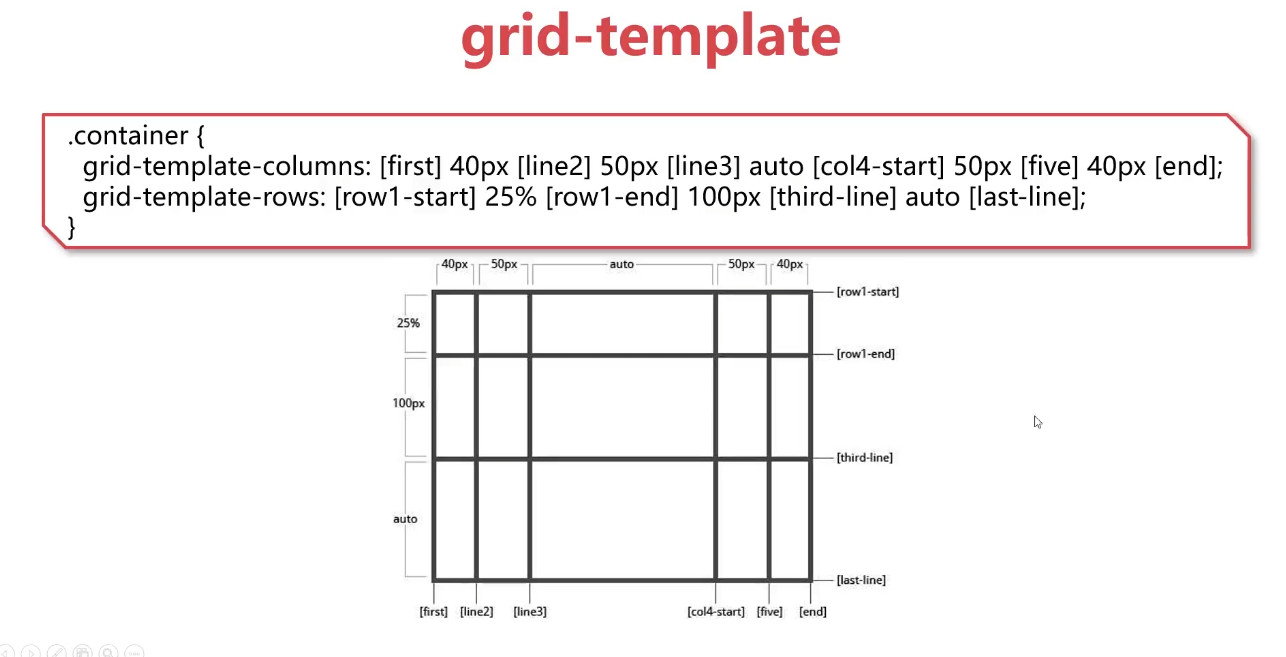 grid-template
.container {
grid-template-columns: [first] 40px [line2] 50px [line3] auto [col4-start] 50px [five] 40px [end];
grid-template-rows: [row1-start] 25% [row1-end] 100px [third-line] auto [last-line];
}
40px 50px auto 50px 40px
[row1-start]
25%
[row1-end]
100px
[third-line]
auto
[last-line]
[first] [line2] [line3] [col4-start] [five] [end]